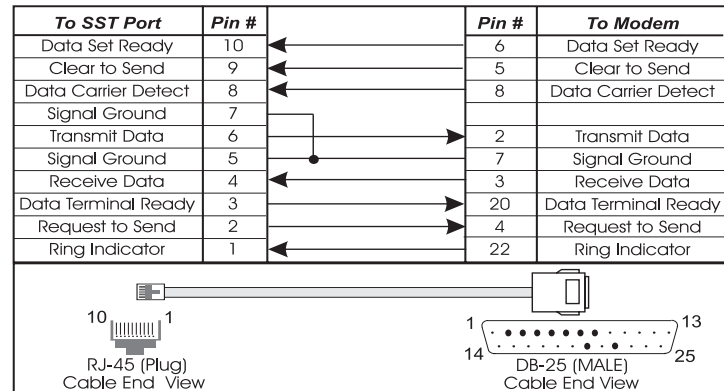 To SST Port Pin # Pin # To Modem
Data Set Ready 10 6 Data Set Ready
Clear to Send 9 5 Clear to Send
Data Carrier Detect 8 8 Data Carrier Detect
Signal Ground 7
Transmit Data 6 2 Transmit Data
Signal Ground 5 7 Signal Ground
Receive Data 4 3 Receive Data
Data Terminal Ready 3 20 Data Terminal Ready
Request to Send 2 4 Request to Send
Ring Indicator 1 22 Ring Indicator
10 1
RJ-45 (Plug)
Cable End View
1 13
14 25
DB-25 (MALE)
Cable End View